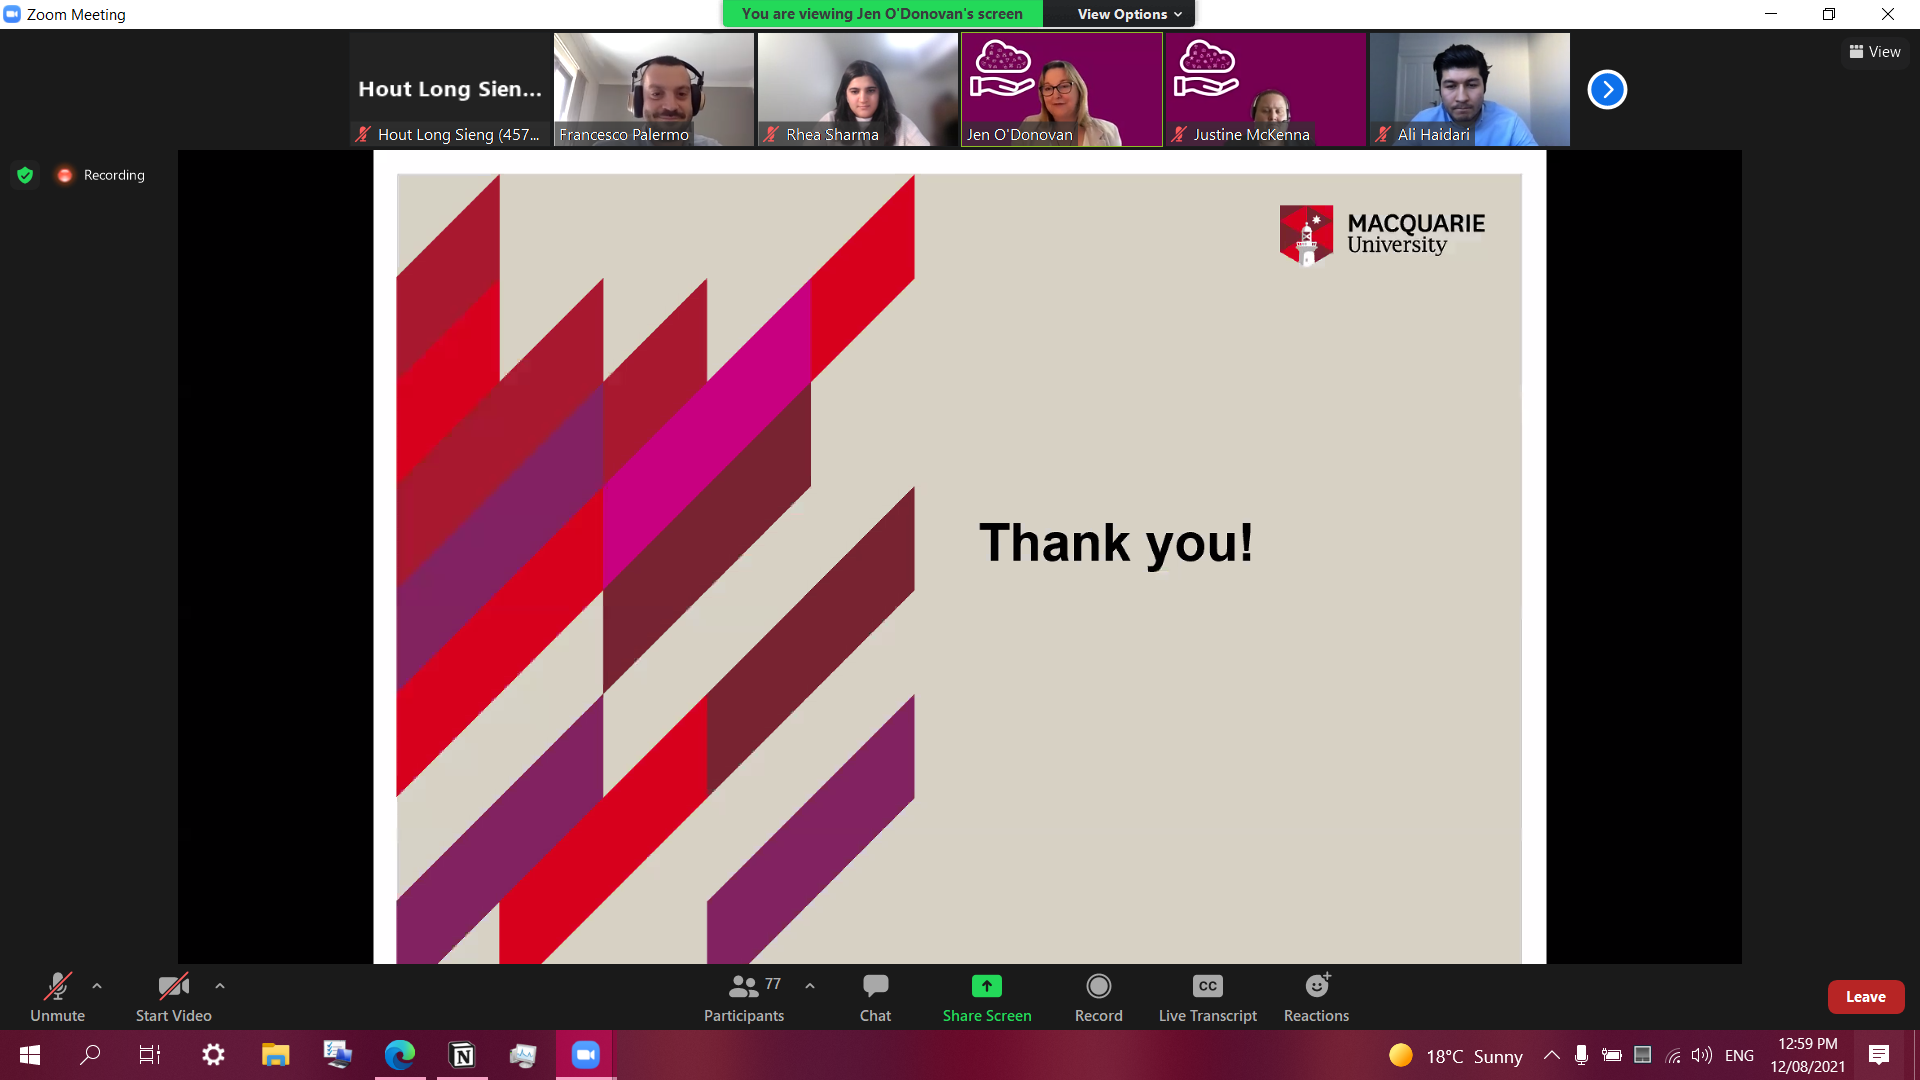 Zoom Meeting
You are viewing Jen O'Donovan's screen
View Options
View
Hout Long Sien...
Hout Long Sieng (457...
Francesco Palermo
Rhea Sharma
Jen O'Donovan
Justine McKenna
Ali Haidari
Recording
MACQUARIE
University
Thank you!
Unmute
Start Video
77
Participants
Chat
Share Screen
Record
CC
Live Transcript
Reactions
Leave
N
18°C Sunny
ENG
12:59 PM
12/08/2021